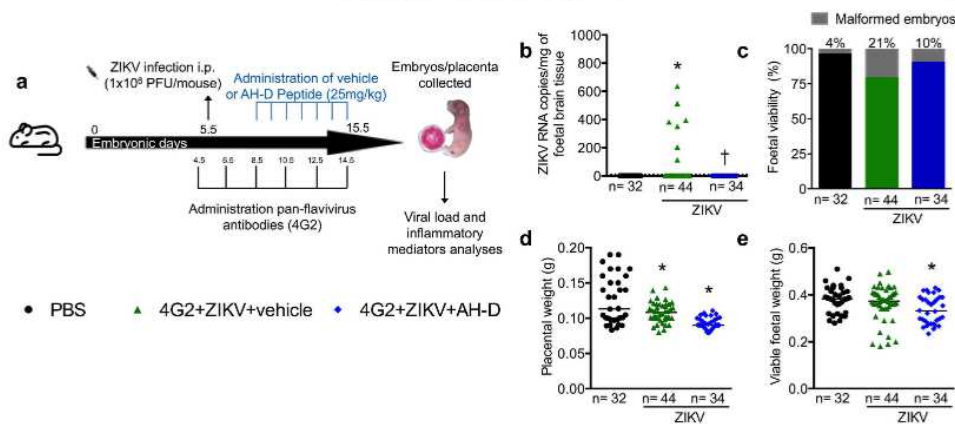 a
ZIKV infection i.p.
(1x10⁶ PFU/mouse)
Administration of vehicle
or AH-D Peptide (25mg/kg)
Embryos/placenta
collected
0
5.5
15.5
Embryonic days
4.5
6.5
8.5
10.5
12.5
14.5
Administration pan-flavivirus
antibodies (4G2)
Viral load and
inflammatory
mediators analyses
PBS
4G2+ZIKV+vehicle
4G2+ZIKV+AH-D
b
ZIKV RNA copies/mg of
foetal brain tissue
1000
800
600
400
200
0
*
†
n= 32
n= 44
n= 34
ZIKV
c
Malformed embryos
4%
21%
10%
Foetal viability (%)
100
75
50
25
0
n= 32
n= 44
n= 34
ZIKV
d
Placental weight (g)
0.20
0.15
0.10
0.05
0.00
*
*
n= 32
n= 44
n= 34
ZIKV
e
Viable foetal weight (g)
0.6
0.4
0.2
0.0
*
n= 32
n= 44
n= 34
ZIKV